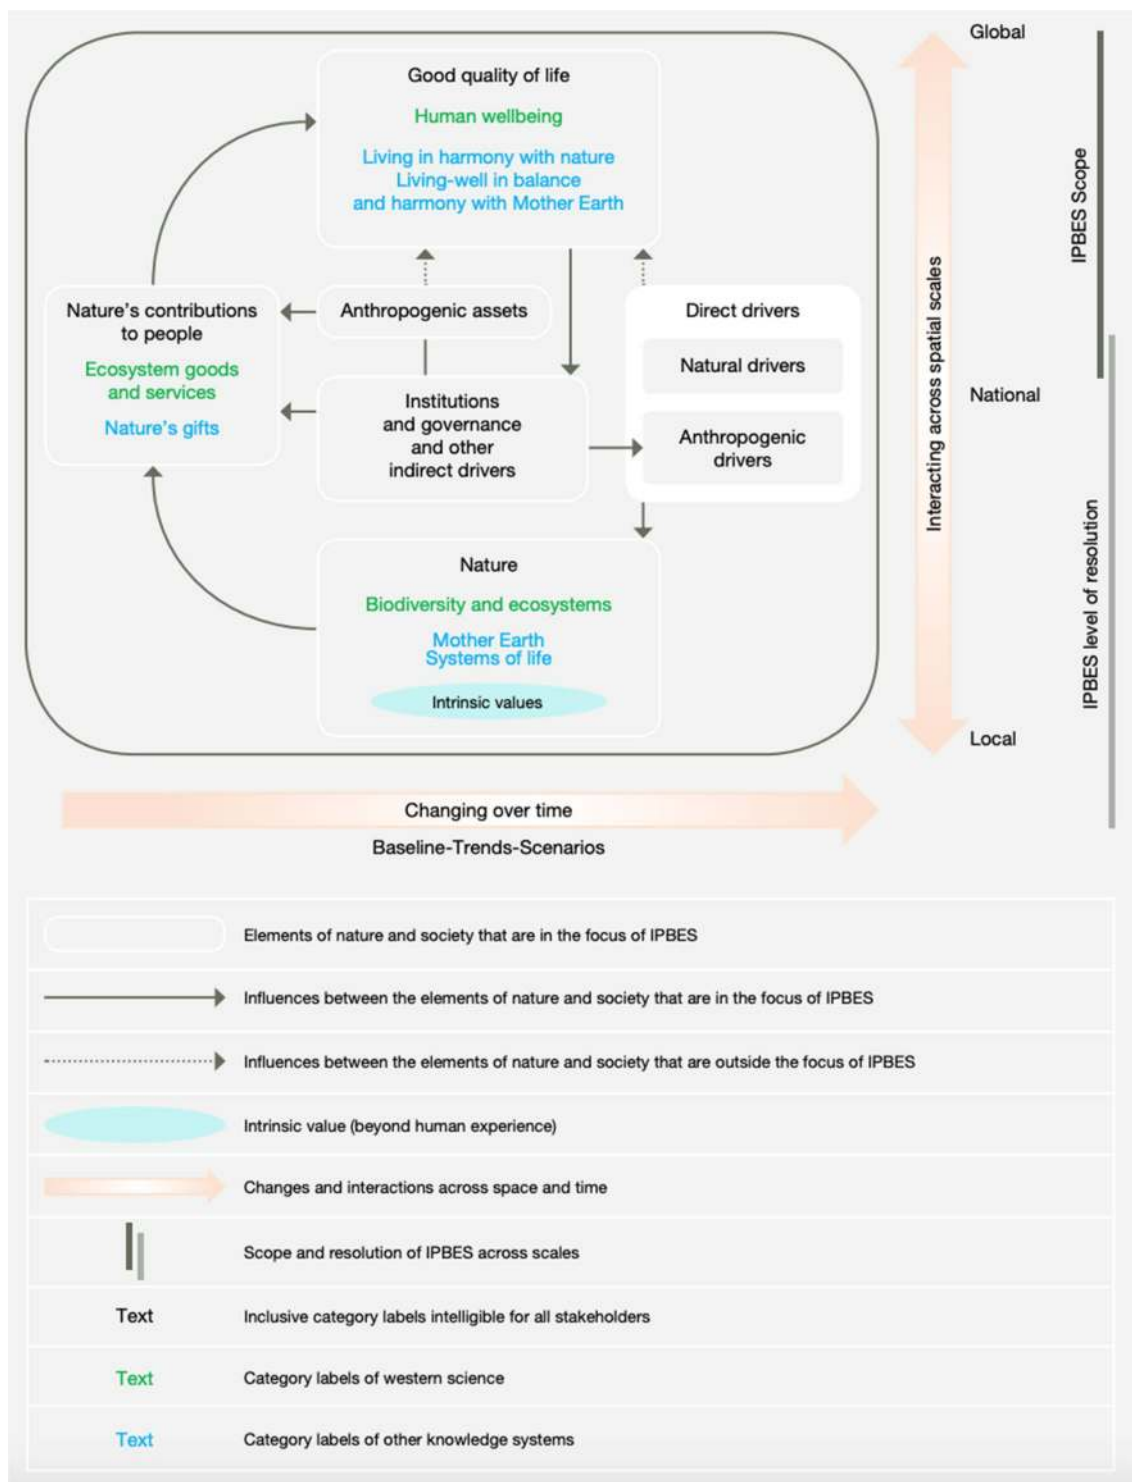 Global
Good quality of life
Human wellbeing
Living in harmony with nature
Living-well in balance
and harmony with Mother Earth
Nature's contributions
to people
Ecosystem goods
and services
Nature's gifts
Anthropogenic assets
Institutions
and governance
and other
indirect drivers
Direct drivers
Natural drivers
Anthropogenic
drivers
Nature
Biodiversity and ecosystems
Mother Earth
Systems of life
Intrinsic values
Interacting across spatial scales
National
Local
IPBES Scope
IPBES level of resolution
Changing over time
Baseline-Trends-Scenarios
Elements of nature and society that are in the focus of IPBES
Influences between the elements of nature and society that are in the focus of IPBES
Influences between the elements of nature and society that are outside the focus of IPBES
Intrinsic value (beyond human experience)
Changes and interactions across space and time
Scope and resolution of IPBES across scales
Text Inclusive category labels intelligible for all stakeholders
Text Category labels of western science
Text Category labels of other knowledge systems